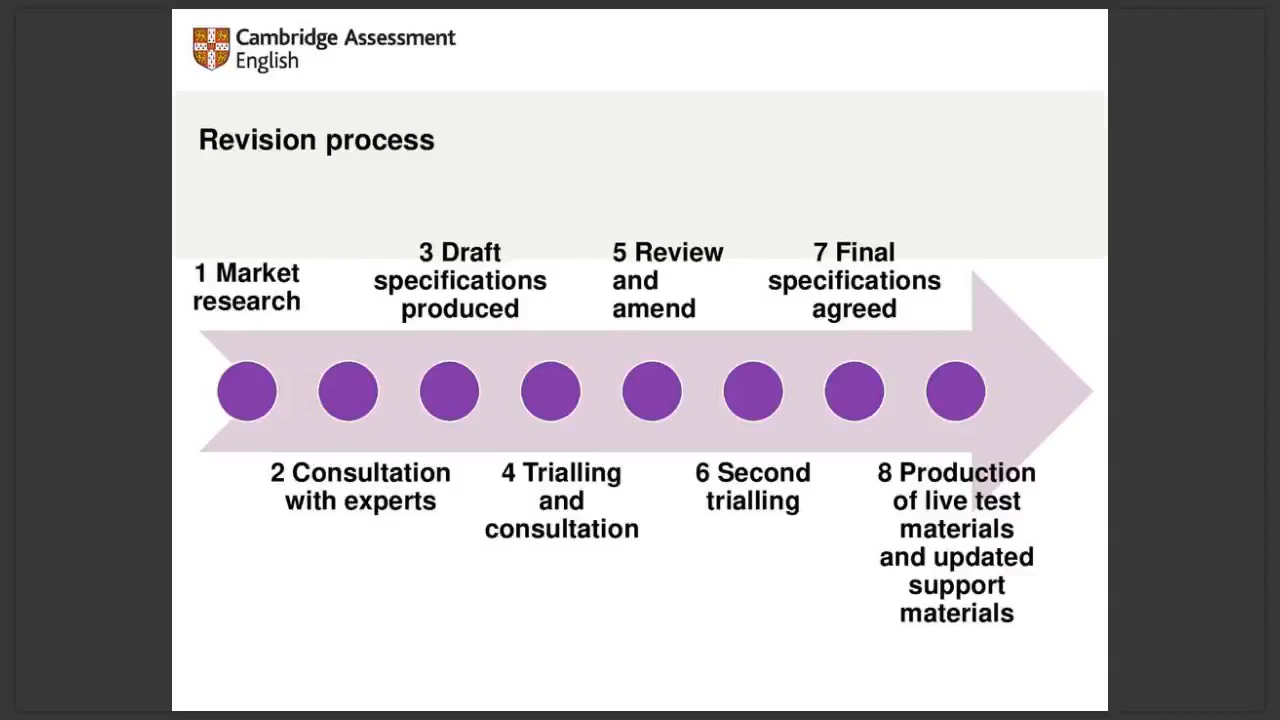 Cambridge Assessment
English
Revision process
1 Market
research
2 Consultation
with experts
3 Draft
specifications
produced
4 Trialling
and
consultation
5 Review
and
amend
6 Second
trialling
7 Final
specifications
agreed
8 Production
of live test
materials
and updated
support
materials